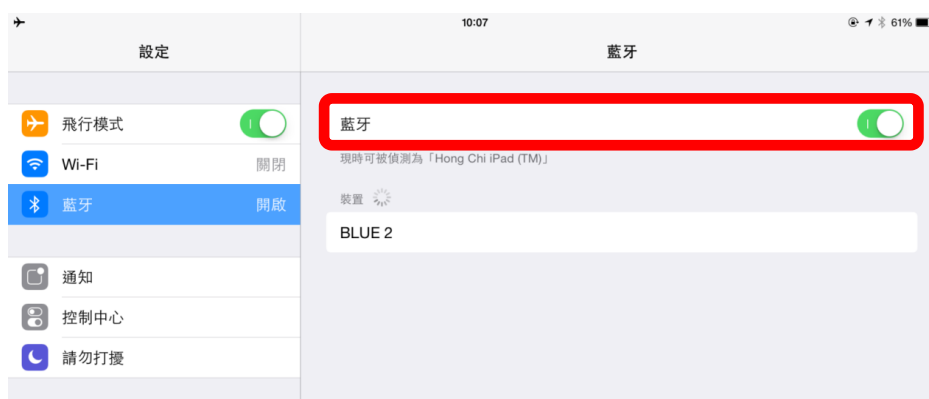 10:07
61%
設定
藍牙
飛行模式
藍牙
Wi-Fi
關閉
現時可被偵測為「Hong Chi iPad (TM)」
藍牙
開啟
裝置
BLUE 2
通知
控制中心
請勿打擾